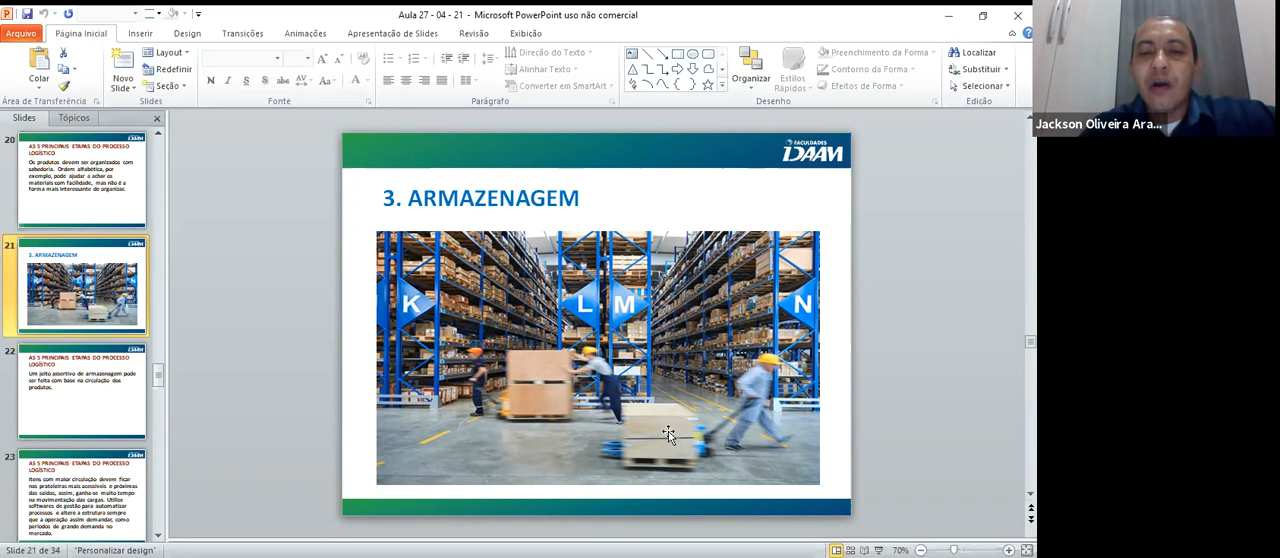 Aula 27 - 04 - 21 - Microsoft PowerPoint uso não comercial
Arquivo Página Inicial Inserir Design Transições Animações Apresentação de Slides Revisão Exibição
Colar
Novo
Slide
Layout
Redefinir
Seção
N I S abc AV Aa A
Direção do Texto
Alinhar Texto
Converter em SmartArt
Organizar
Estilos
Rápidos
Preenchimento da Forma
Contorno da Forma
Efeitos de Forma
Localizar
Substituir
Selecionar
Área de Transferência Slides Fonte Parágrafo Desenho Edição
Jackson Oliveira Ara...
Slides Tópicos
20
AS 5 PRINCIPAIS ETAPAS DO PROCESSO
LOGÍSTICO
Os produtos devem ser organizados com
sabedoria. Ordem alfabética, por
exemplo, pode ajudar a achar os
materiais com facilidade, mas não é a
forma mais interessante de organizar.
21
3. ARMAZENAGEM
22
AS 5 PRINCIPAIS ETAPAS DO PROCESSO
LOGÍSTICO
Um jeito assertivo de armazenagem pode
ser feita com base na circulação dos
produtos.
23
AS 5 PRINCIPAIS ETAPAS DO PROCESSO
LOGÍSTICO
Itens com maior circulação devem ficar
nas prateleiras mais acessíveis e próximas
das saídas, assim, ganha-se muito tempo
na movimentação das cargas. Utilize
softwares de gestão para automatizar
processos e altere a estrutura sempre
que a operação assim demandar, como
períodos de grande demanda no
mercado.
FACULDADES
IDAAM
3. ARMAZENAGEM
K L M N
Slide 21 de 34 "Personalizar design" 70%